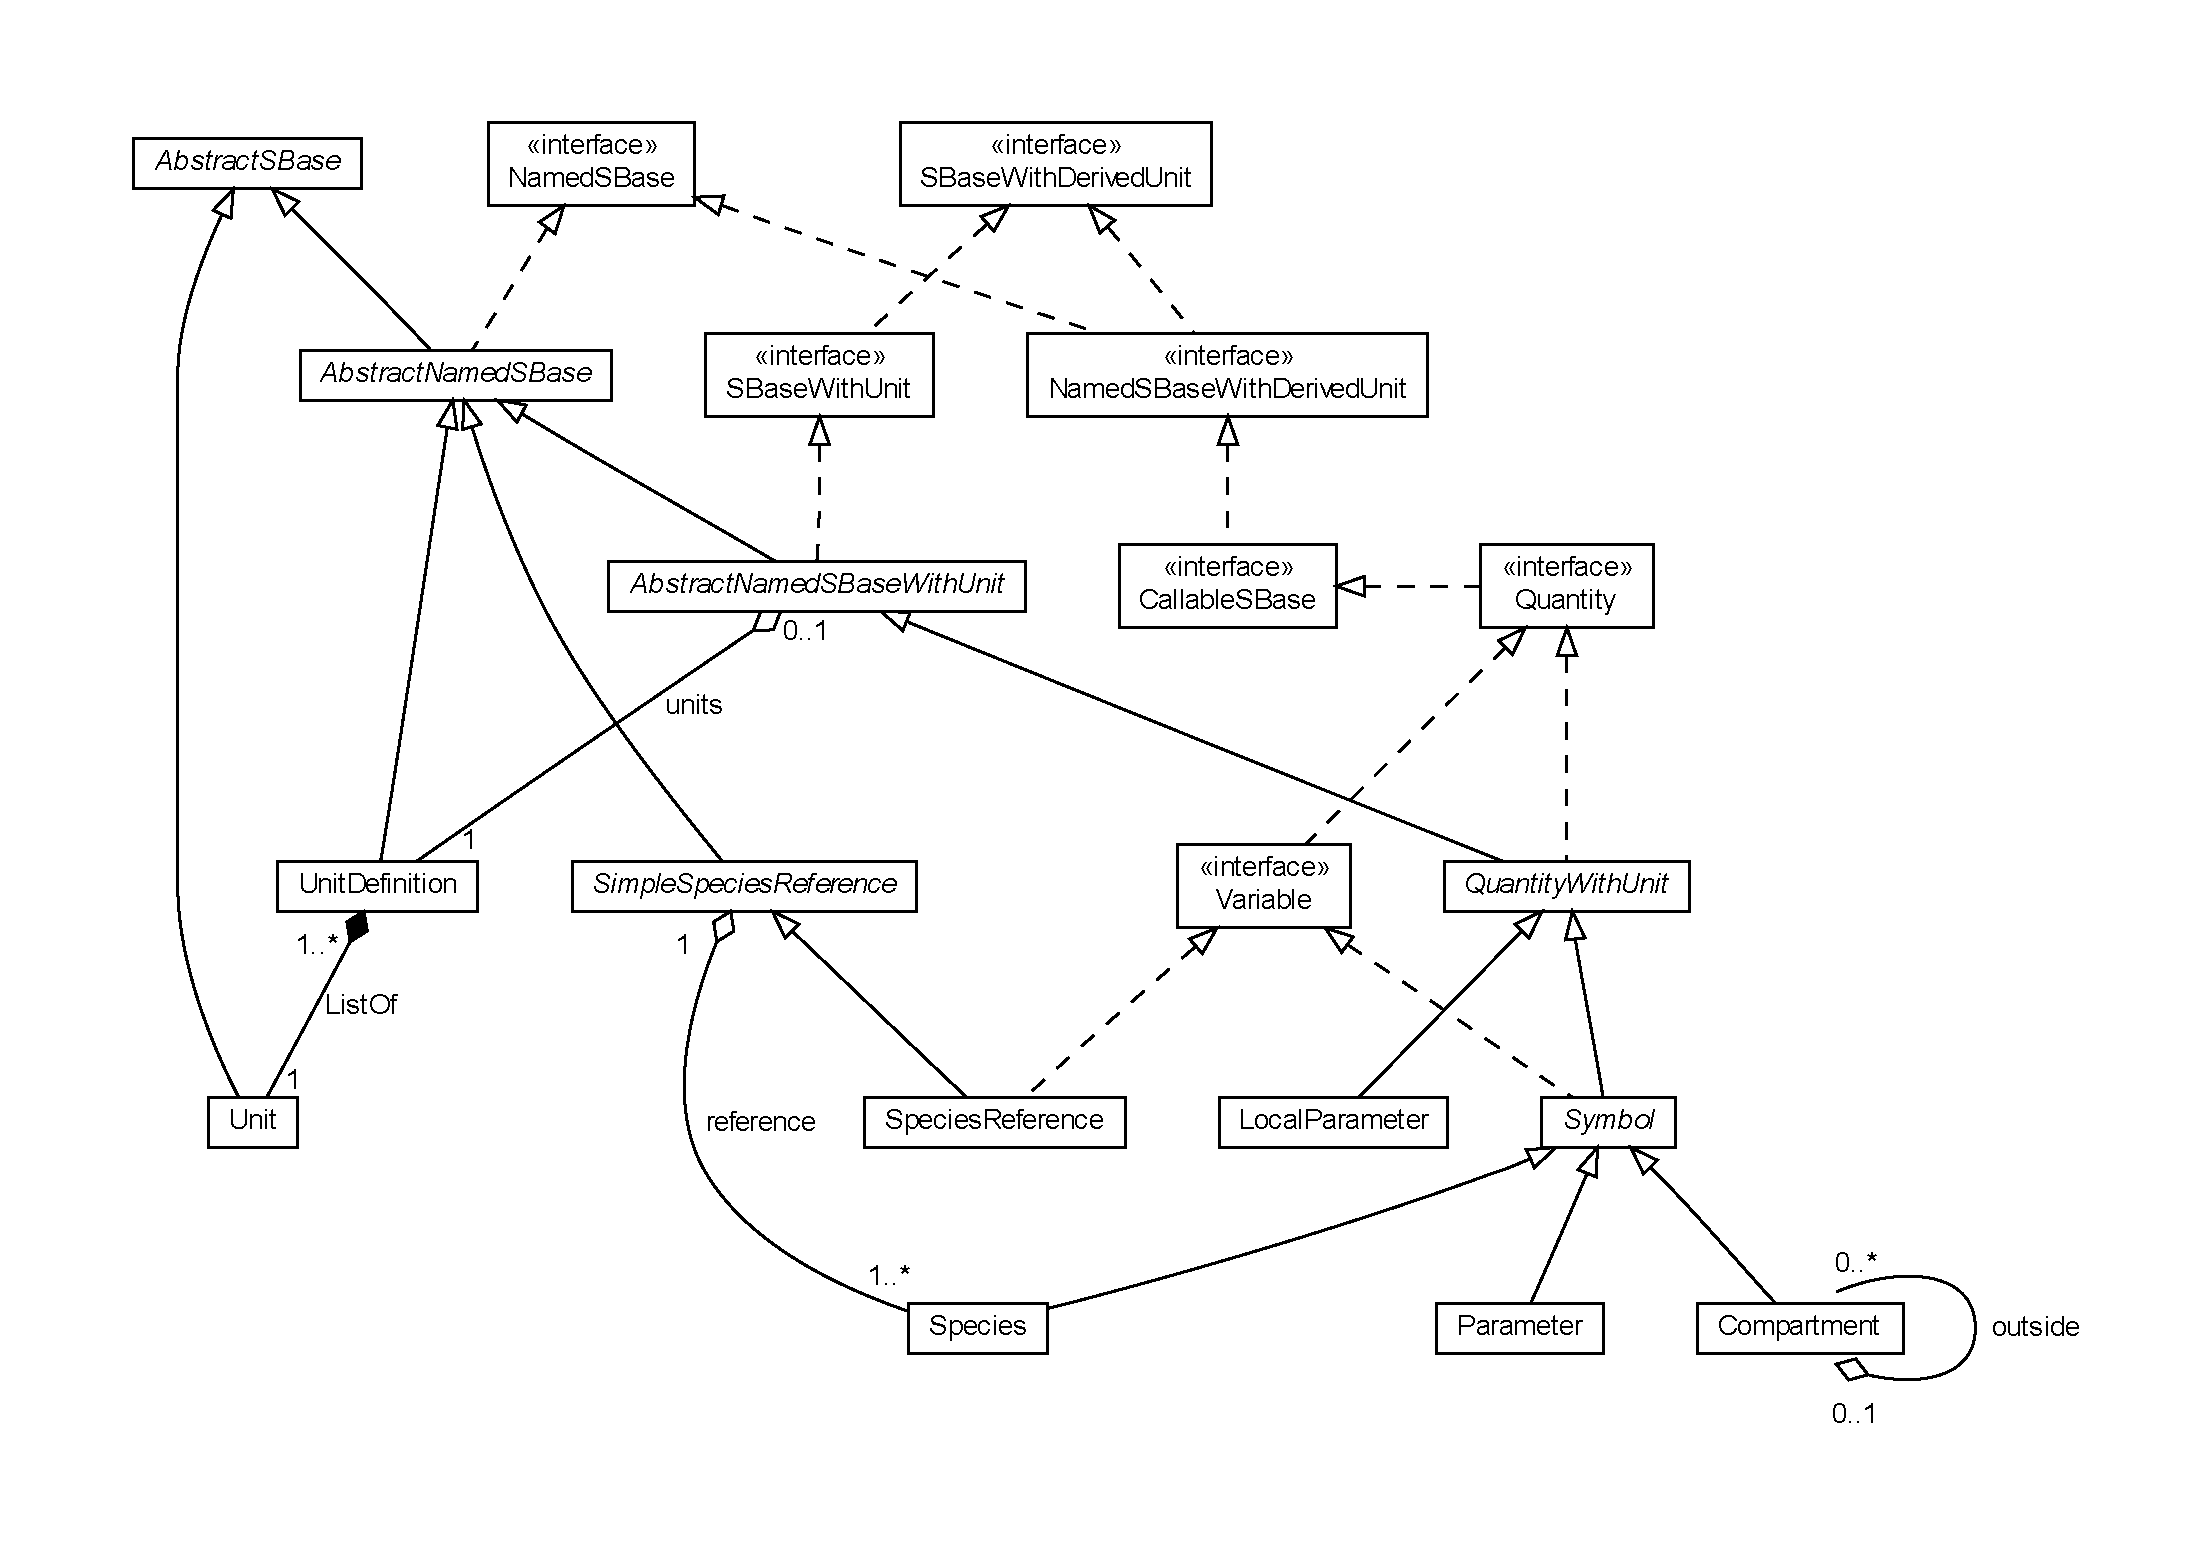 «interface»
NamedSBase
«interface»
SBaseWithDerivedUnit
AbstractSBase
«interface»
SBaseWithUnit
«interface»
NamedSBaseWithDerivedUnit
AbstractNamedSBase
«interface»
CallableSBase
«interface»
Quantity
AbstractNamedSBaseWithUnit
0..1
units
1
UnitDefinition
SimpleSpeciesReference
«interface»
Variable
QuantityWithUnit
1..*
1
ListOf
1
Unit
reference
SpeciesReference
LocalParameter
Symbol
1..*
0..*
Species
Parameter
Compartment
outside
0..1